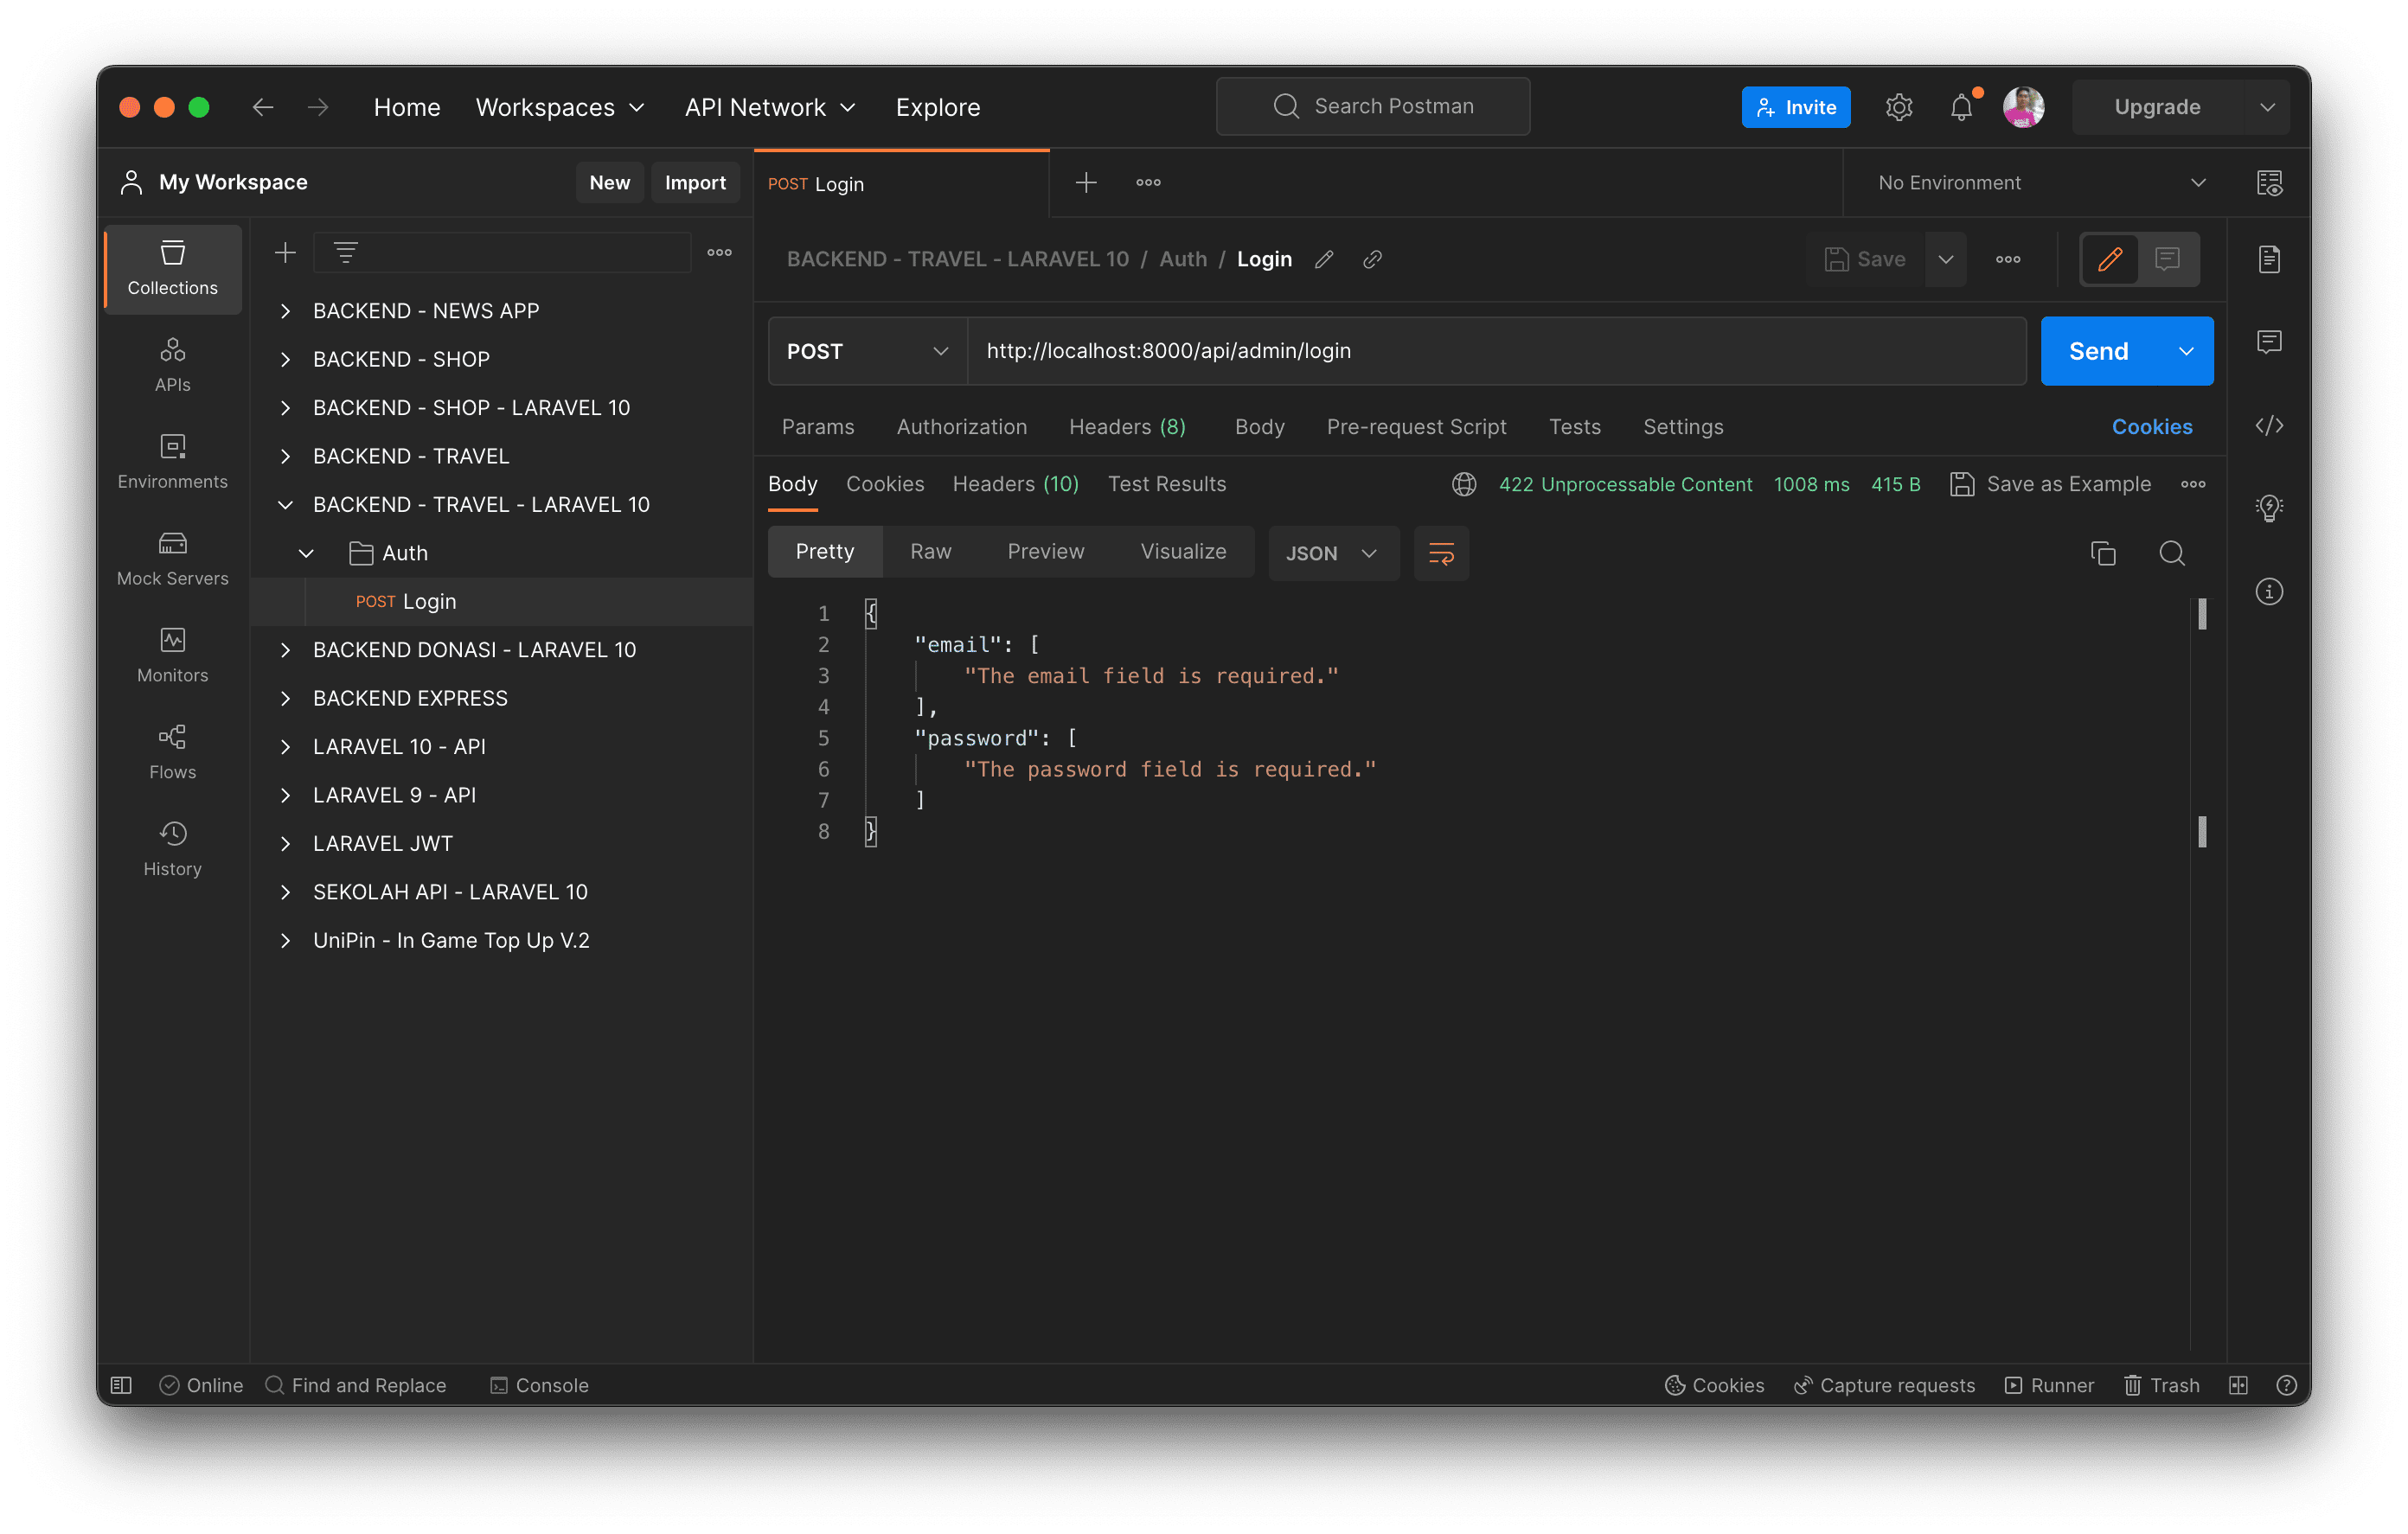 Home Workspaces API Network Explore Search Postman Invite Upgrade
My Workspace New Import
POST Login No Environment
Collections
APIs
Environments
Mock Servers
Monitors
Flows
History
BACKEND - NEWS APP
BACKEND - SHOP
BACKEND - SHOP - LARAVEL 10
BACKEND - TRAVEL
BACKEND - TRAVEL - LARAVEL 10
Auth
POST Login
BACKEND DONASI - LARAVEL 10
BACKEND EXPRESS
LARAVEL 10 - API
LARAVEL 9 - API
LARAVEL JWT
SEKOLAH API - LARAVEL 10
UniPin - In Game Top Up V.2
BACKEND - TRAVEL - LARAVEL 10 / Auth / Login Save
POST http://localhost:8000/api/admin/login Send
Params Authorization Headers (8) Body Pre-request Script Tests Settings Cookies
Body Cookies Headers (10) Test Results 422 Unprocessable Content 1008 ms 415 B Save as Example
Pretty Raw Preview Visualize JSON
1 {
2 "email": [
3 "The email field is required."
4 ],
5 "password": [
6 "The password field is required."
7 ]
8 }
Online Find and Replace Console Cookies Capture requests Runner Trash